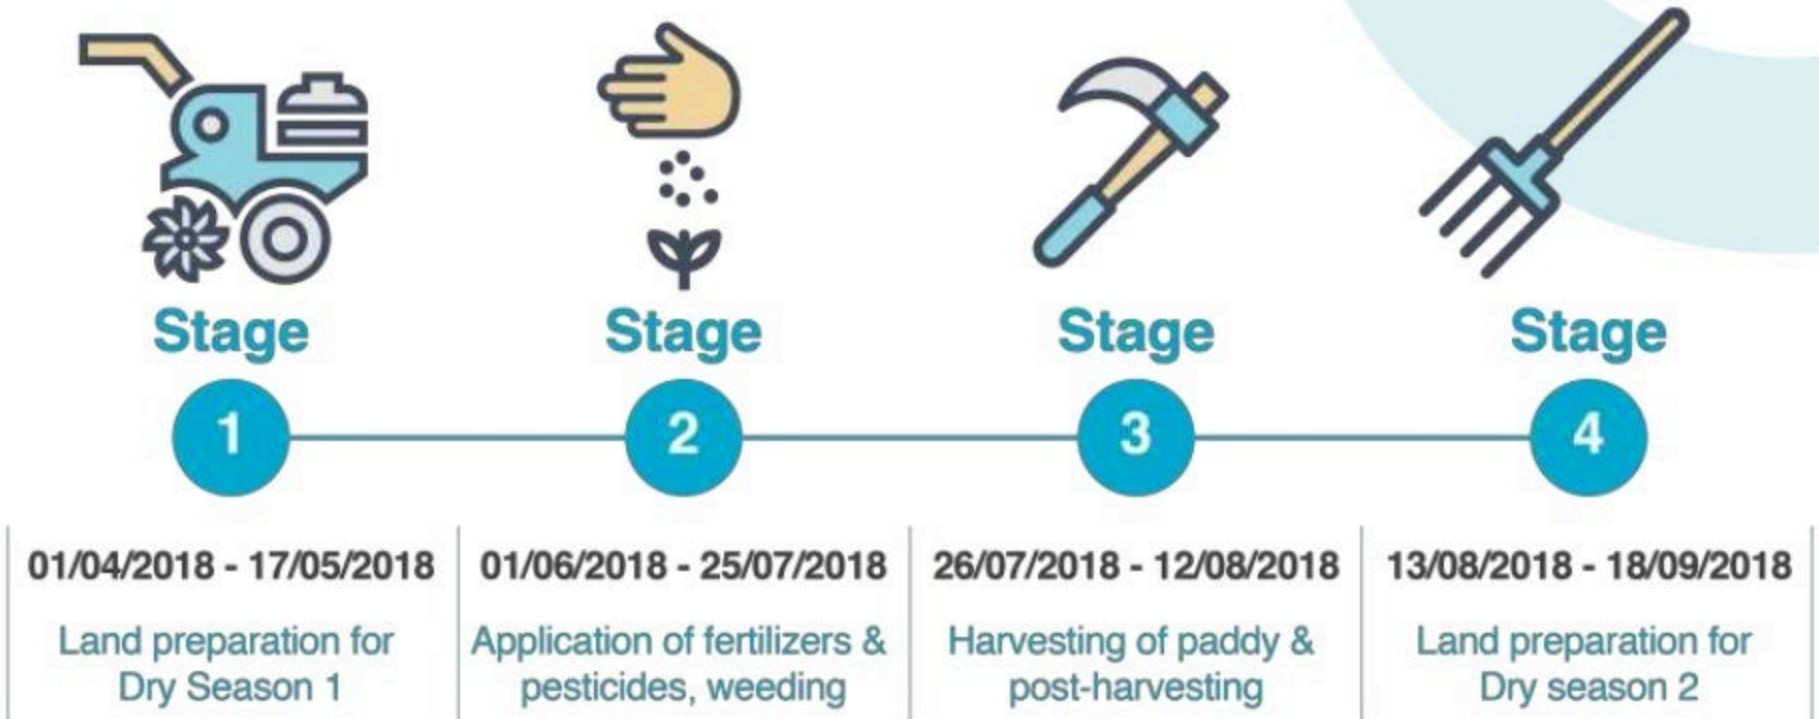 Stage
1
01/04/2018 - 17/05/2018
Land preparation for
Dry Season 1
Stage
2
01/06/2018 - 25/07/2018
Application of fertilizers &
pesticides, weeding
Stage
3
26/07/2018 - 12/08/2018
Harvesting of paddy &
post-harvesting
Stage
4
13/08/2018 - 18/09/2018
Land preparation for
Dry season 2